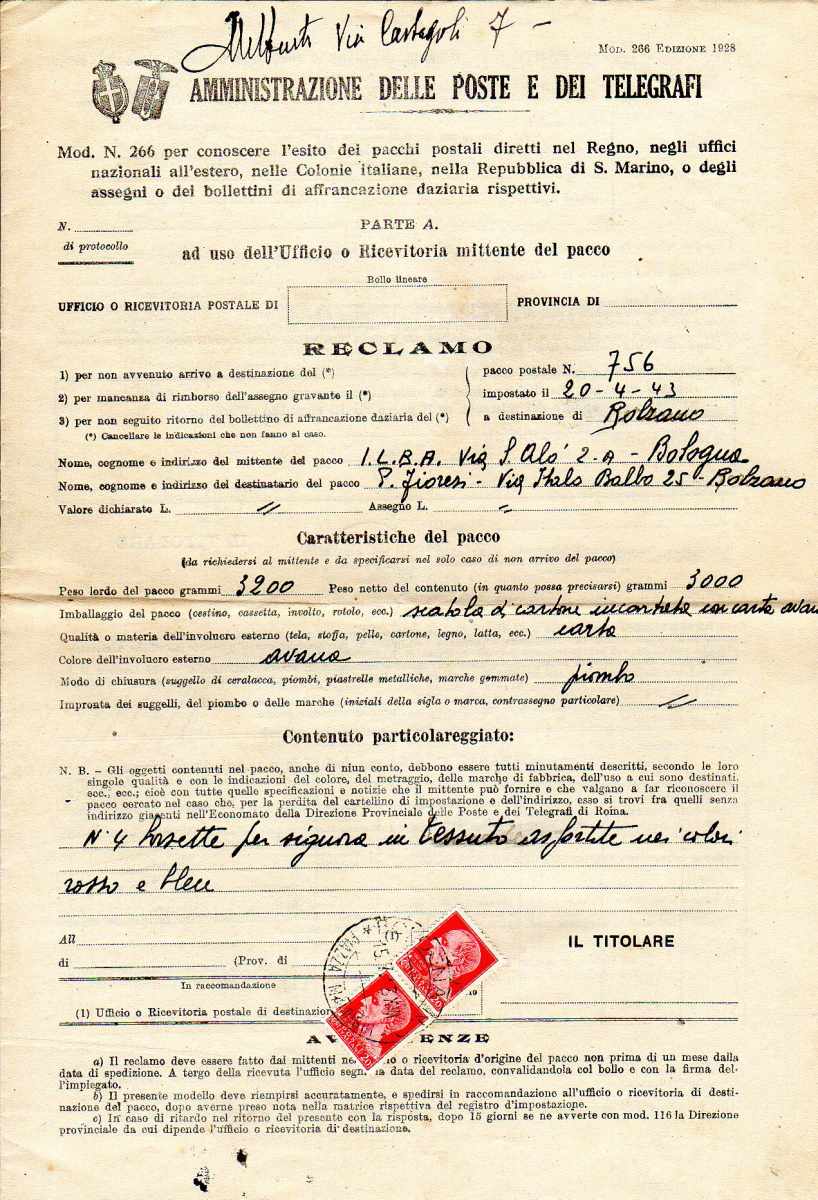 Via Castagoli 7 -
MOD. 266 EDIZIONE 1928
AMMINISTRAZIONE DELLE POSTE E DEI TELEGRAFI
Mod. N. 266 per conoscere l'esito dei pacchi postali diretti nel Regno, negli uffici
nazionali all'estero, nelle Colonie italiane, nella Repubblica di S. Marino, o degli
assegni o dei bollettini di affrancazione daziaria rispettivi.
N.
di protocollo
PARTE A.
ad uso dell'Ufficio o Ricevitoria mittente del pacco
Bollo lineare
UFFICIO O RICEVITORIA POSTALE DI
PROVINCIA DI
RECLAMO
1) per non avvenuto arrivo a destinazione del (*)
pacco postale N. 756
2) per mancanza di rimborso dell'assegno gravante il (*)
impostato il 20-4-43
3) per non seguito ritorno del bollettino di affrancazione daziaria del (*)
a destinazione di Bolzano
(*) Cancellare le indicazioni che non fanno al caso.
Nome, cognome e indirizzo del mittente del pacco I.L.B.A. Via S. Alò 2-A - Bologna
Nome, cognome e indirizzo del destinatario del pacco P. Fioresi - Via Italo Balbo 25 - Bolzano
Valore dichiarato L. // Assegno L. //
Caratteristiche del pacco
(da richiedersi al mittente e da specificarsi nel solo caso di non arrivo del pacco)
Peso lordo del pacco grammi 3200 Peso netto del contenuto (in quanto possa precisarsi) grammi 3000
Imballaggio del pacco (cestino, cassetta, involto, rotolo, ecc.) scatola di cartone incartata con carta avana
Qualità o materia dell'involucro esterno (tela, stoffa, pelle, cartone, legno, latta, ecc.) carta
Colore dell'involucro esterno avana
Modo di chiusura (suggello di ceralacca, piombi, piastrelle metalliche, marche gommate) piombo
Impronta dei suggelli, del piombo o delle marche (iniziali della sigla o marca, contrassegno particolare) //
Contenuto particolareggiato:
N. B. - Gli oggetti contenuti nel pacco, anche di niun conto, debbono essere tutti minutamenti descritti, secondo le loro
singole qualità e con le indicazioni del colore, del metraggio, delle marche di fabbrica, dell'uso a cui sono destinati,
ecc., ecc.; cioè con tutte quelle specificazioni e notizie che il mittente può fornire e che valgano a far riconoscere il
pacco cercato nel caso che, per la perdita del cartellino di impostazione e dell'indirizzo, esso si trovi fra quelli senza
indirizzo giacenti nell'Economato della Direzione Provinciale delle Poste e dei Telegrafi di Roma.
N° 4 borsette per signora in tessuto assortite nei colori
rosso e bleu
All
di (Prov. di
IL TITOLARE
In raccomandazione
(1) Ufficio o Ricevitoria postale di destinazion
AVVERTENZE
a) Il reclamo deve essere fatto dai mittenti o ricevitoria d'origine del pacco non prima di un mese dalla
data di spedizione. A tergo della ricevuta l'ufficio segn la data del reclamo, convalidandola col bollo e con la firma del-
l'impiegato.
b) Il presente modello deve riempirsi accuratamente, e spedirsi in raccomandazione all'ufficio o ricevitoria di desti-
nazione del pacco, dopo averne preso nota nella matrice rispettiva del registro d'impostazione.
c) In caso di ritardo nel ritorno del presente con la risposta, dopo 15 giorni se ne avverte con mod. 116 la Direzione
provinciale da cui dipende l'ufficio o ricevitoria di destinazione.